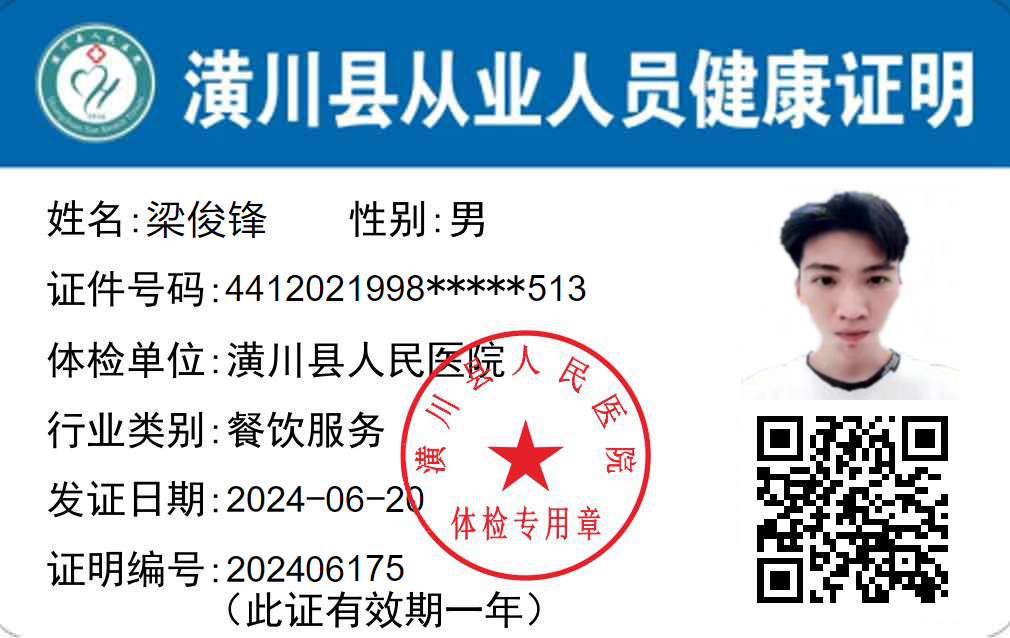 潢川县从业人员健康证明
姓名:梁俊锋 性别:男
证件号码:4412021998*****513
体检单位:潢川县人民医院
行业类别:餐饮服务
发证日期:2024-06-20
证明编号:202406175
（此证有效期一年）
潢川县人民医院
体检专用章